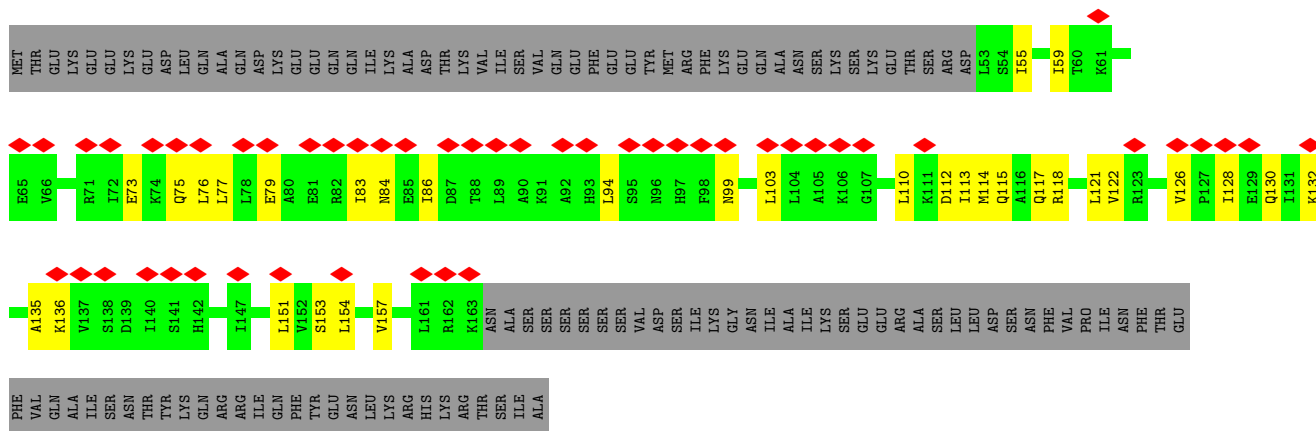 MET THR GLU LYS GLU GLU LYS GLU ASP LEU GLN ALA GLN ASP LYS GLU GLU GLN GLN ILE LYS ALA ASP THR LYS VAL ILE SER VAL GLN GLU PHE GLU GLU TYR MET ARG PHE LYS GLU GLN ALA ASN SER LYS SER LYS GLU THR SER ARG ASP L53 S54 I55 I59 T60 K61
E65 V66 R71 I72 E73 K74 Q75 L76 L77 L78 E79 A80 E81 R82 I83 N84 E85 I86 D87 T88 L89 A90 K91 A92 H93 L94 S95 N96 H97 F98 N99 L103 L104 A105 K106 G107 L110 K111 D112 I113 M114 Q115 A116 Q117 R118 L121 V122 R123 V126 P127 I128 E129 Q130 I131 K132
A135 K136 V137 S138 D139 I140 S141 H142 I147 L151 V152 S153 L154 V157 L161 R162 K163 ASN ALA SER SER SER SER SER SER VAL ASP SER ILE LYS GLY ASN ILE ALA ILE LYS SER GLU GLU ARG ALA SER LEU LEU ASP SER ASN PHE VAL PRO ILE ASN PHE THR GLU
PHE VAL GLN ALA ILE SER ASN THR TYR LYS GLN ARG ARG ILE GLN PHE TYR GLU ASN LEU LYS ARG HIS LYS ARG THR SER ILE ALA